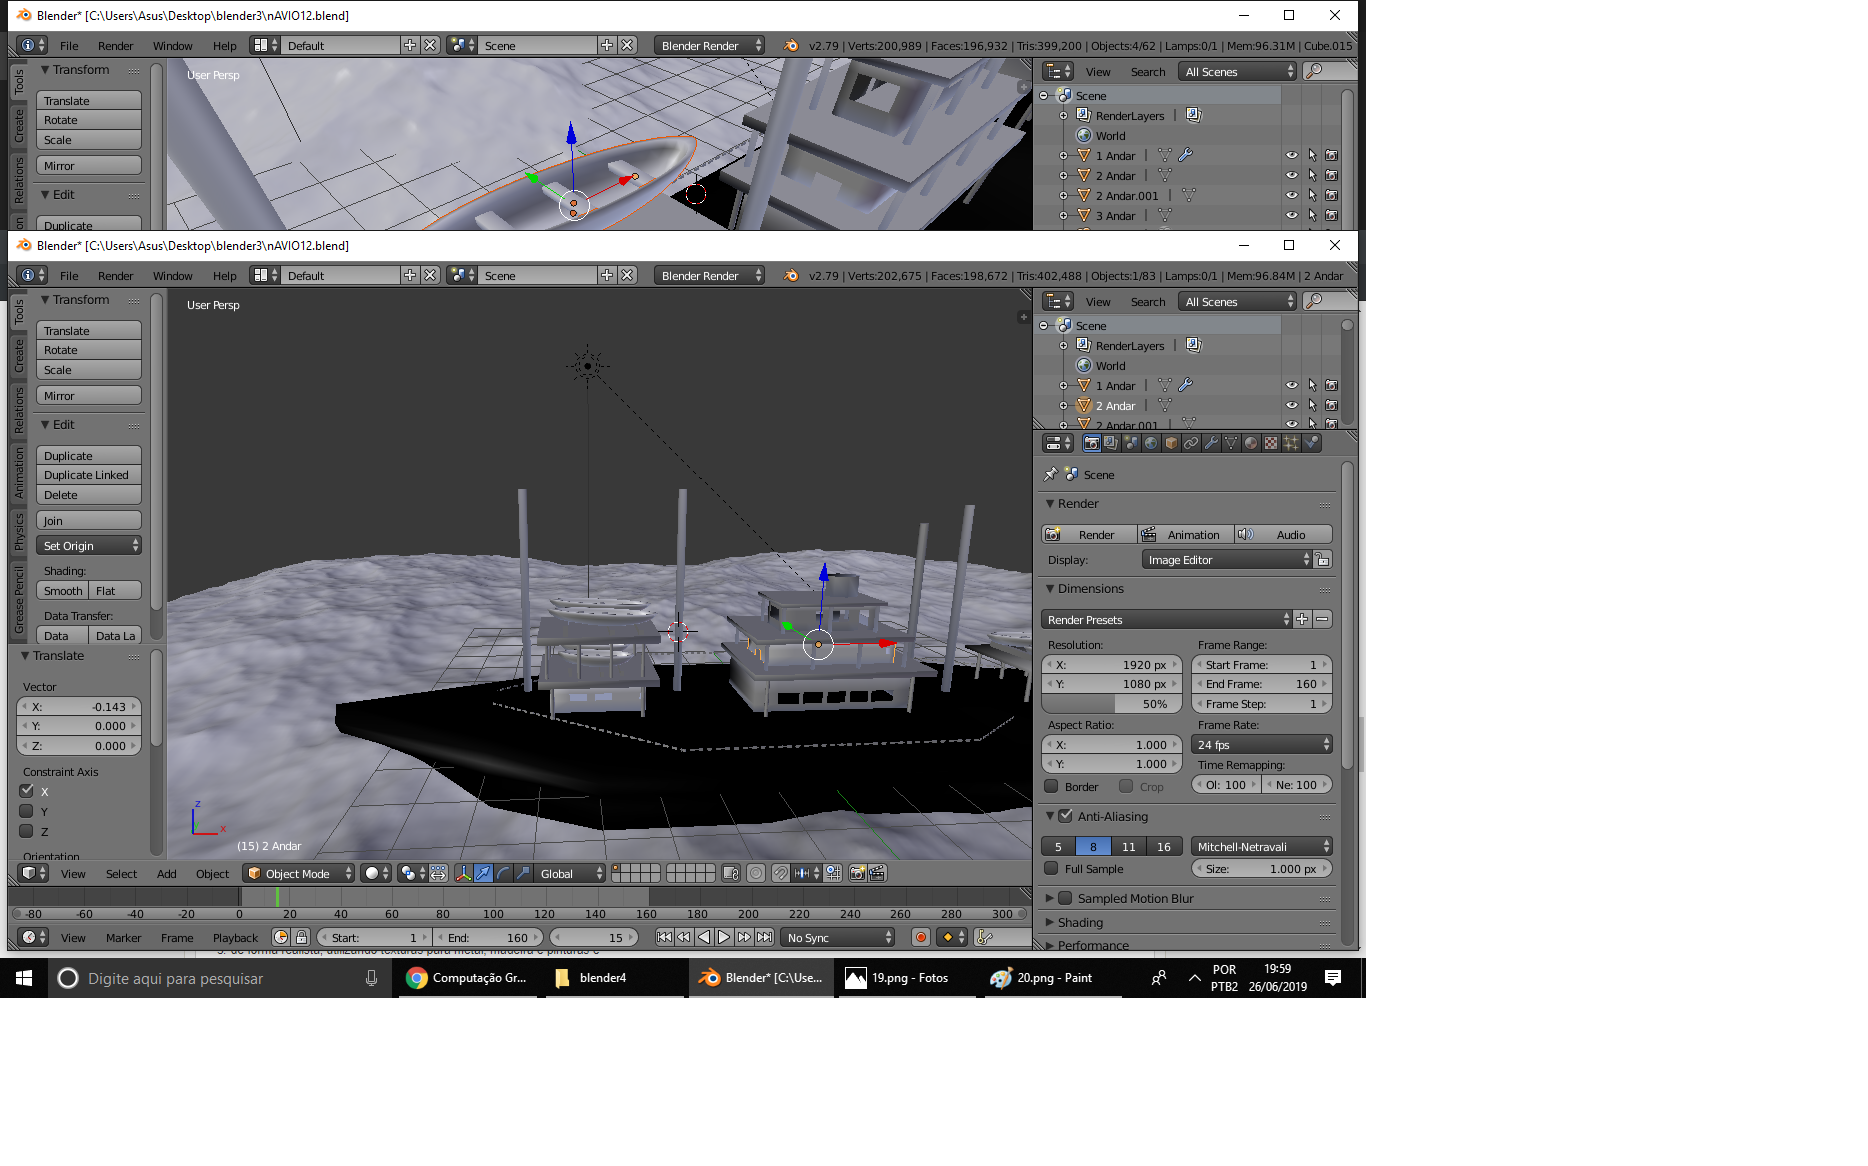 Blender* [C:\Users\Asus\Desktop\blender3\nAVIO12.blend]
File Render Window Help Default Scene Blender Render v2.79 | Verts:200,989 | Faces:196,932 | Tris:399,200 | Objects:4/62 | Lamps:0/1 | Mem:96.31M | Cube.015
Tools
Create
Relations
Transform
Translate
Rotate
Scale
Mirror
Edit
Duplicate
User Persp
View Search All Scenes
Scene
RenderLayers |
World
1 Andar |
2 Andar |
2 Andar.001 |
3 Andar |
Blender* [C:\Users\Asus\Desktop\blender3\nAVIO12.blend]
File Render Window Help Default Scene Blender Render v2.79 | Verts:202,675 | Faces:198,672 | Tris:402,488 | Objects:1/83 | Lamps:0/1 | Mem:96.84M | 2 Andar
Tools
Create
Relations
Animation
Physics
Grease Pencil
Transform
Translate
Rotate
Scale
Mirror
Edit
Duplicate
Duplicate Linked
Delete
Join
Set Origin
Shading:
Smooth Flat
Data Transfer:
Data Data La
Translate
Vector
X: -0.143
Y: 0.000
Z: 0.000
Constraint Axis
X
Y
Z
Orientation
User Persp
z
x
(15) 2 Andar
View Search All Scenes
Scene
RenderLayers |
World
1 Andar |
2 Andar |
2 Andar.001 |
Scene
Render
Render Animation Audio
Display: Image Editor
Dimensions
Render Presets
Resolution: Frame Range:
X: 1920 px Start Frame: 1
Y: 1080 px End Frame: 160
50% Frame Step: 1
Aspect Ratio: Frame Rate:
X: 1.000 24 fps
Y: 1.000 Time Remapping:
Border Crop Ol: 100 Ne: 100
Anti-Aliasing
5 8 11 16 Mitchell-Netravali
Full Sample Size: 1.000 px
Sampled Motion Blur
Shading
Performance
View Select Add Object Object Mode Global
-80 -60 -40 -20 0 20 40 60 80 100 120 140 160 180 200 220 240 260 280 300
View Marker Frame Playback Start: 1 End: 160 15 No Sync
Digite aqui para pesquisar Computação Gr... blender4 Blender* [C:\Use... 19.png - Fotos 20.png - Paint
POR
PTB2
19:59
26/06/2019